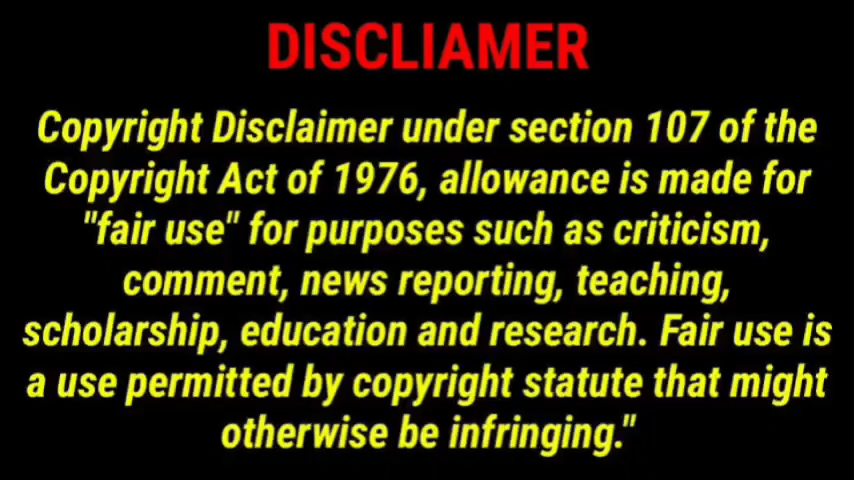 DISCLIAMER
Copyright Disclaimer under section 107 of the
Copyright Act of 1976, allowance is made for
"fair use" for purposes such as criticism,
comment, news reporting, teaching,
scholarship, education and research. Fair use is
a use permitted by copyright statute that might
otherwise be infringing."